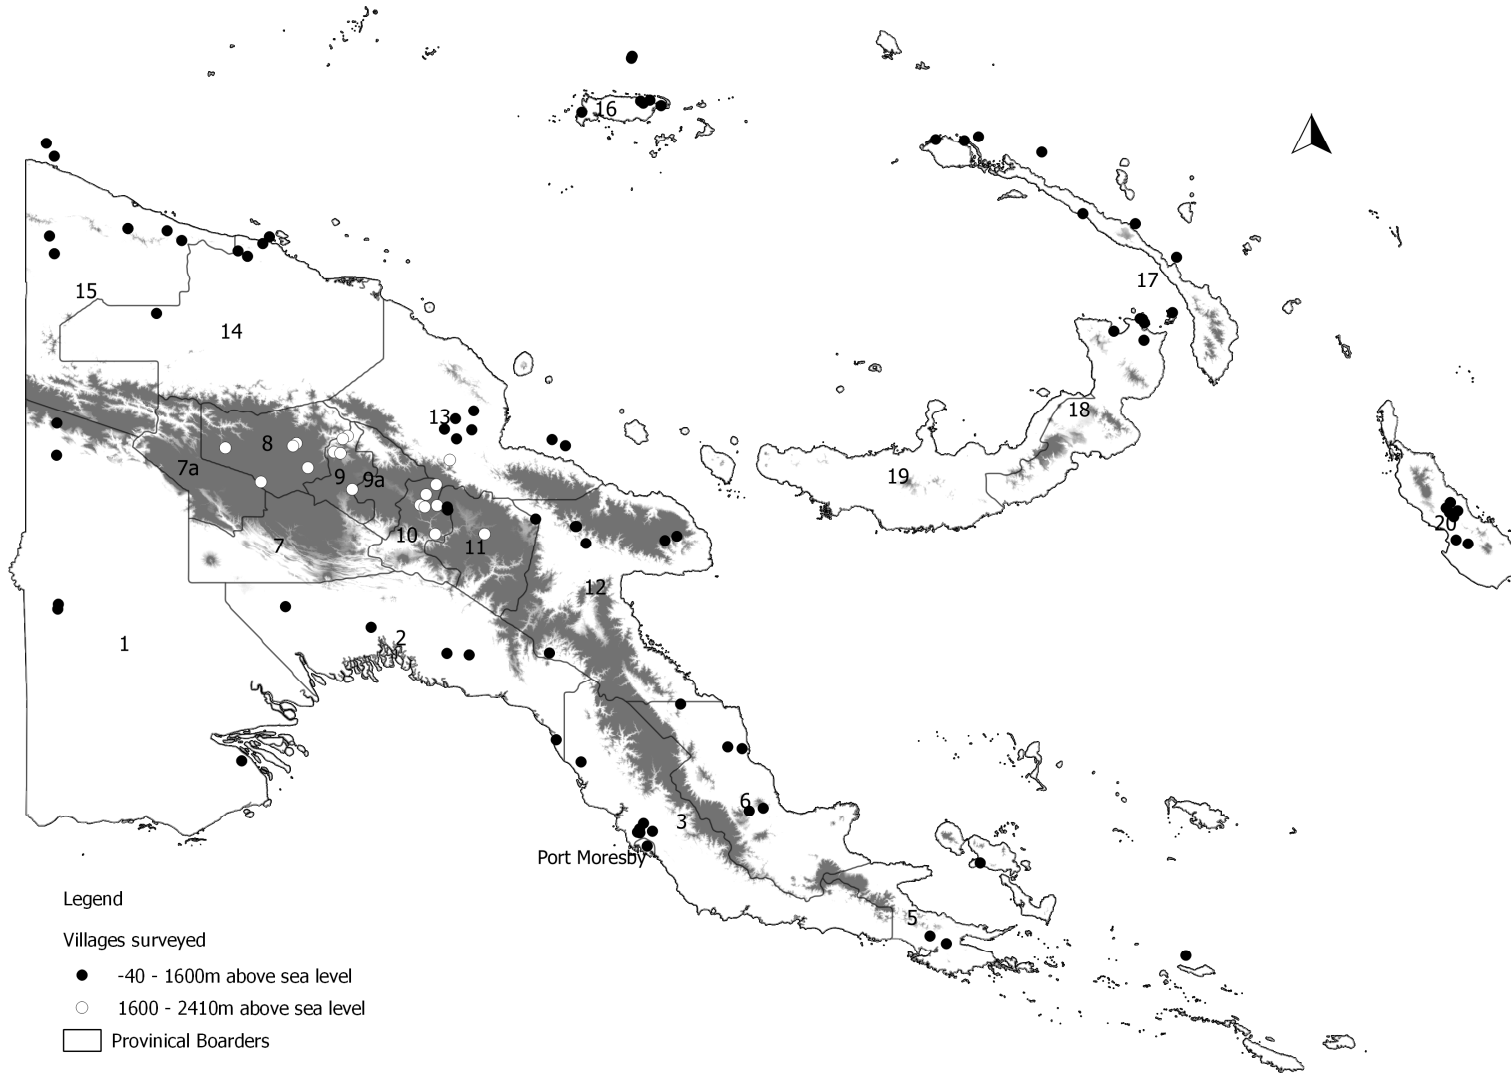 16
17
15
14
13
18
8
7a
9
9a
19
20
10
11
7
12
1
2
6
3
Port Moresby
5
Legend
Villages surveyed
-40 - 1600m above sea level
1600 - 2410m above sea level
Provinical Boarders